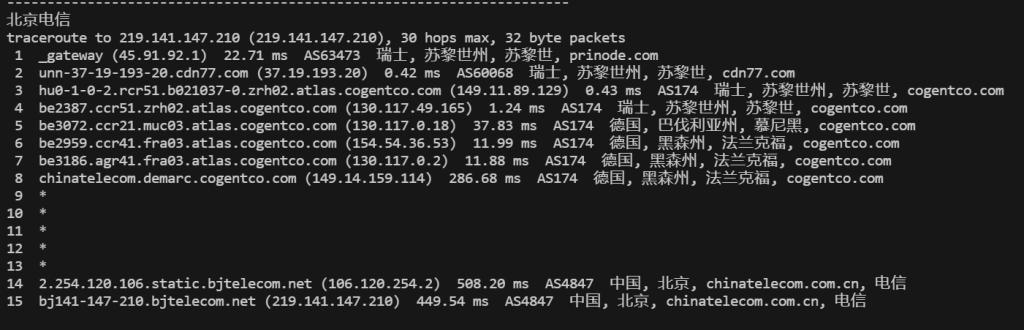 ----------------------------------------------------------------------
北京电信
traceroute to 219.141.147.210 (219.141.147.210), 30 hops max, 32 byte packets
1 _gateway (45.91.92.1) 22.71 ms AS63473 瑞士, 苏黎世州, 苏黎世, prinode.com
2 unn-37-19-193-20.cdn77.com (37.19.193.20) 0.42 ms AS60068 瑞士, 苏黎世州, 苏黎世, cdn77.com
3 hu0-1-0-2.rcr51.b021037-0.zrh02.atlas.cogentco.com (149.11.89.129) 0.43 ms AS174 瑞士, 苏黎世州, 苏黎世, cogentco.com
4 be2387.ccr51.zrh02.atlas.cogentco.com (130.117.49.165) 1.24 ms AS174 瑞士, 苏黎世州, 苏黎世, cogentco.com
5 be3072.ccr21.muc03.atlas.cogentco.com (130.117.0.18) 37.83 ms AS174 德国, 巴伐利亚州, 慕尼黑, cogentco.com
6 be2959.ccr41.fra03.atlas.cogentco.com (154.54.36.53) 11.99 ms AS174 德国, 黑森州, 法兰克福, cogentco.com
7 be3186.agr41.fra03.atlas.cogentco.com (130.117.0.2) 11.88 ms AS174 德国, 黑森州, 法兰克福, cogentco.com
8 chinatelecom.demarc.cogentco.com (149.14.159.114) 286.68 ms AS174 德国, 黑森州, 法兰克福, cogentco.com
9 *
10 *
11 *
12 *
13 *
14 2.254.120.106.static.bjtelecom.net (106.120.254.2) 508.20 ms AS4847 中国, 北京, chinatelecom.com.cn, 电信
15 bj141-147-210.bjtelecom.net (219.141.147.210) 449.54 ms AS4847 中国, 北京, chinatelecom.com.cn, 电信